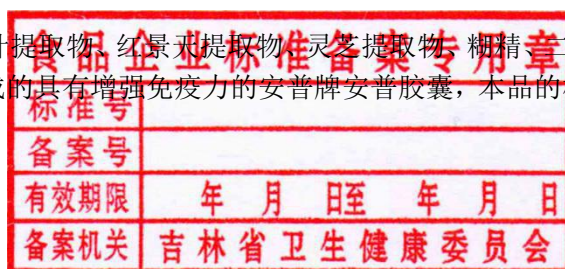 食品企业标准备案专用章
叶提取物、红景天提取物、灵芝提取物、糊精、
的具有增强免疫力的安普牌安普胶囊，本品的
标准号
备案号
有效期限 年 月 日至 年 月 日
备案机关 吉林省卫生健康委员会